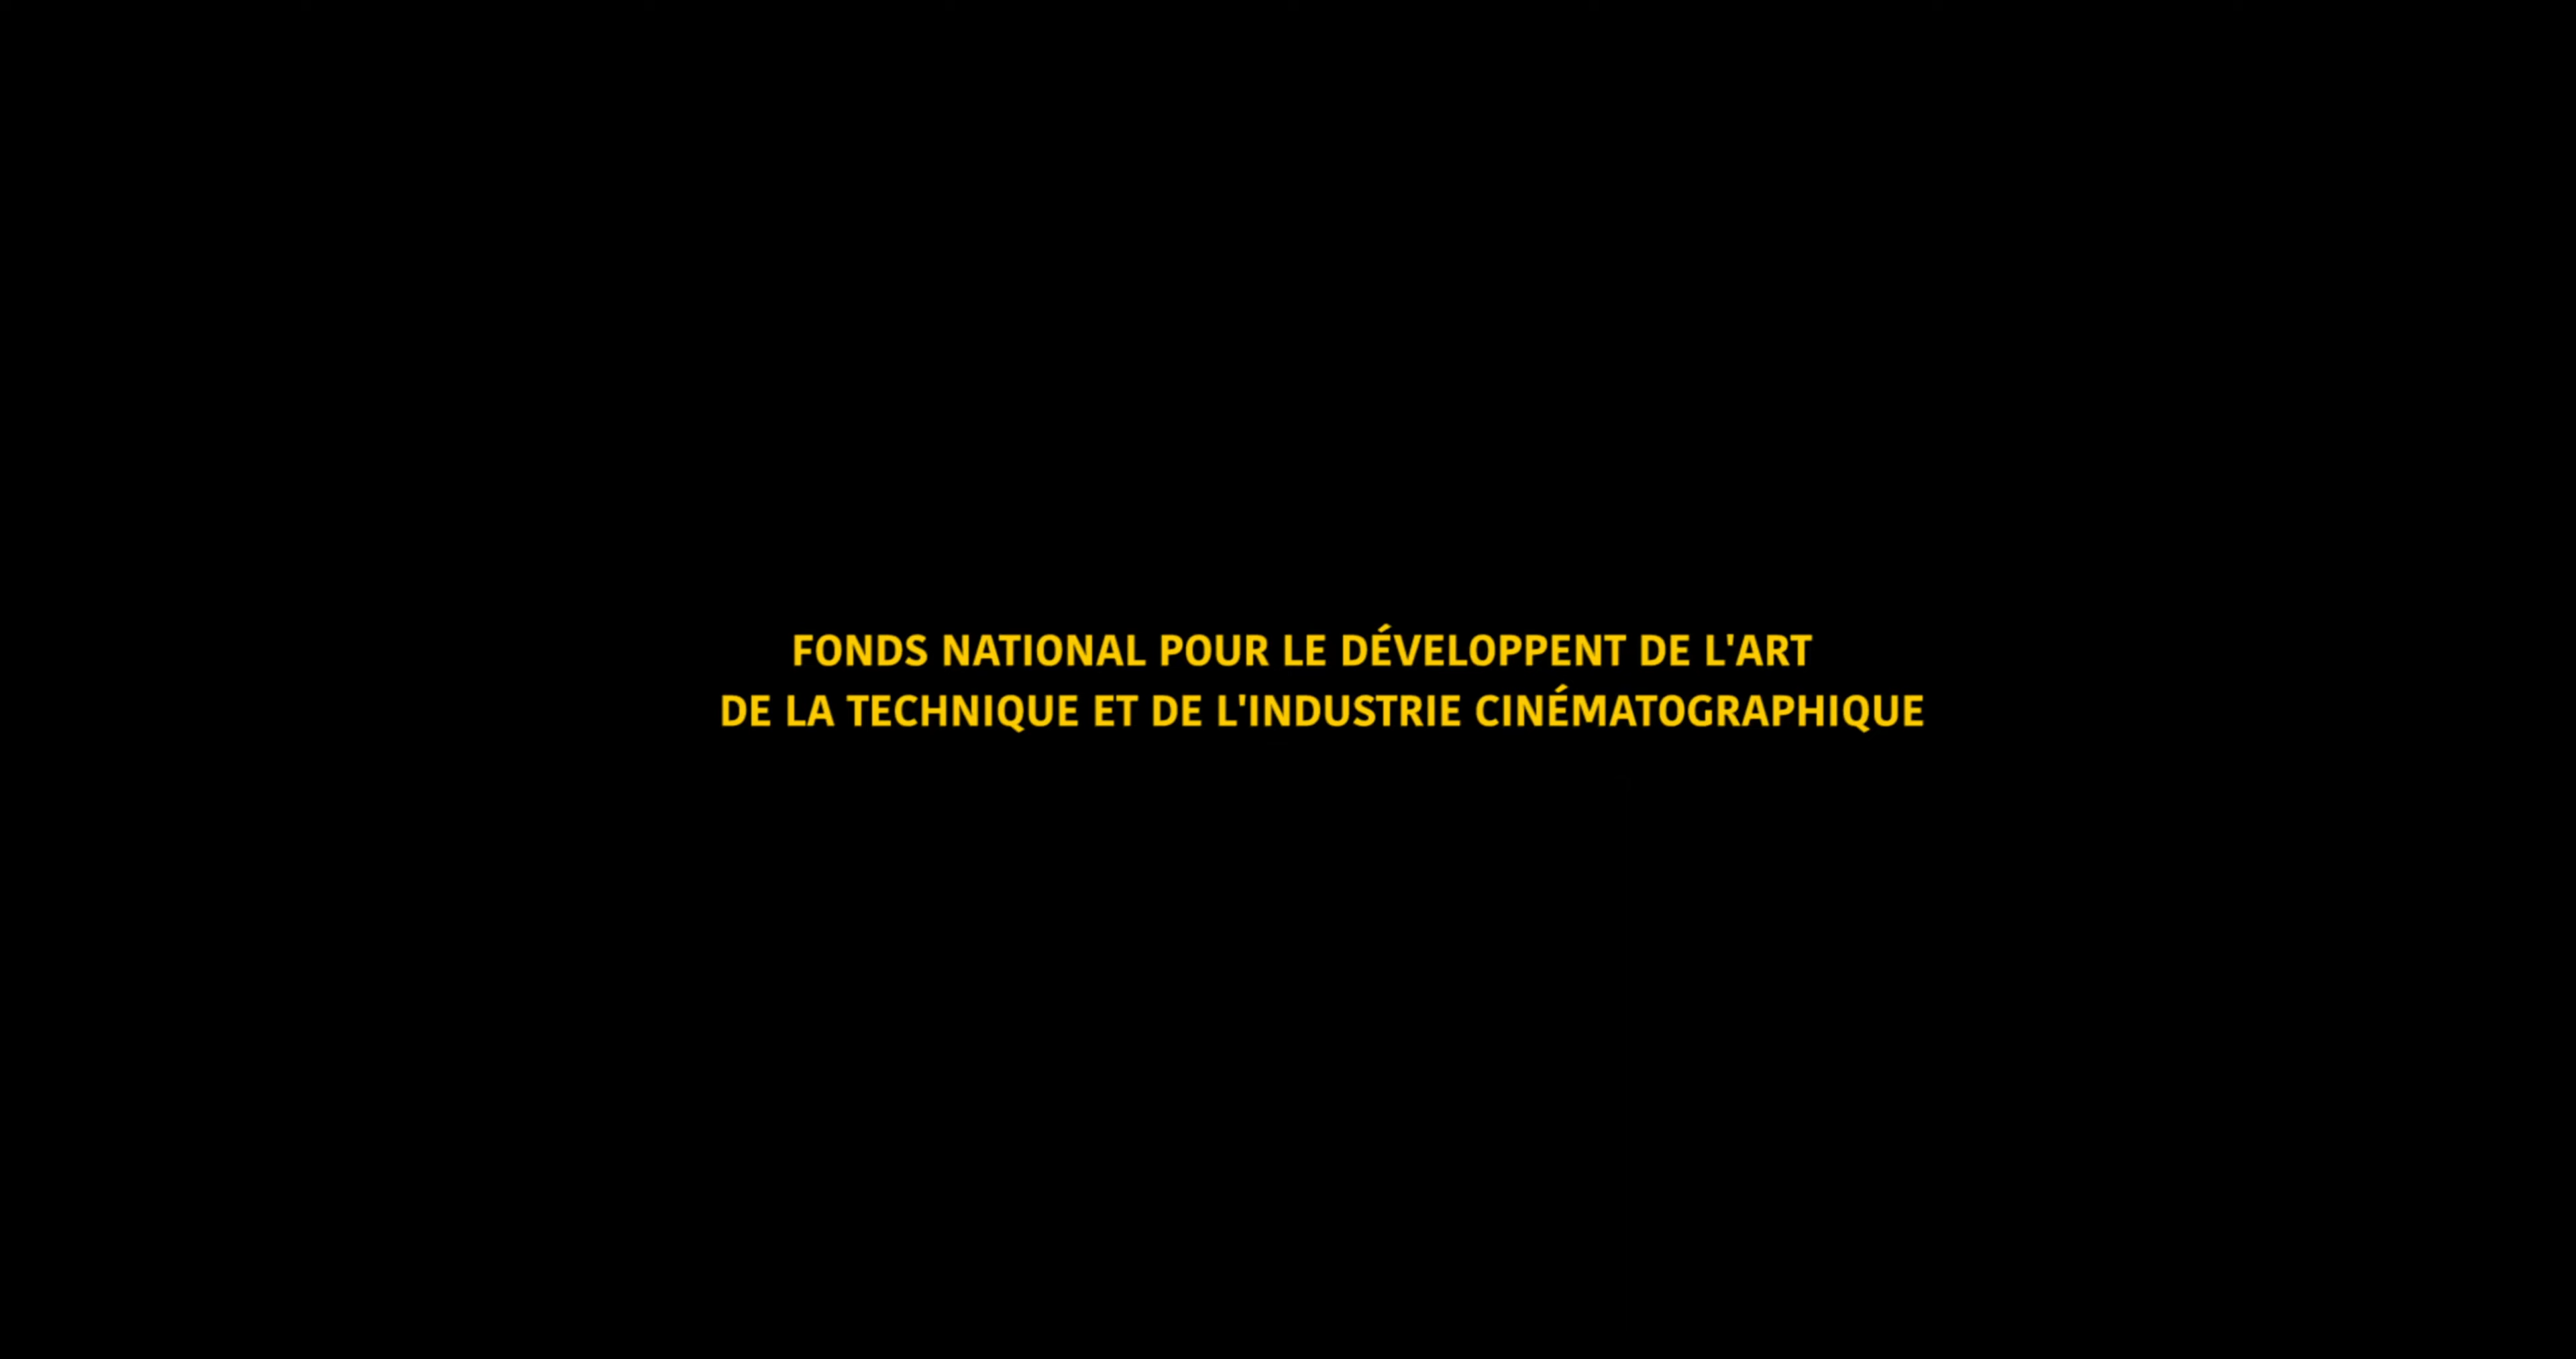 FONDS NATIONAL POUR LE DÉVELOPPENT DE L'ART
DE LA TECHNIQUE ET DE L'INDUSTRIE CINÉMATOGRAPHIQUE